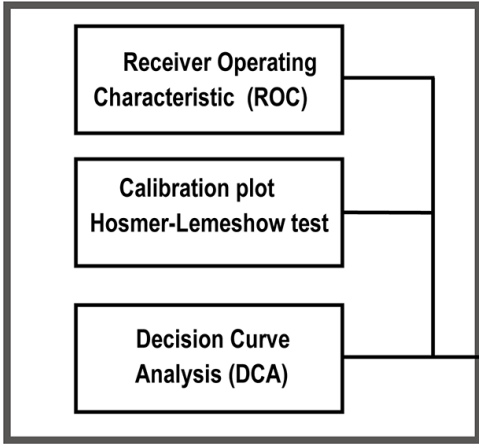 Receiver Operating
Characteristic (ROC)
Calibration plot
Hosmer-Lemeshow test
Decision Curve
Analysis (DCA)